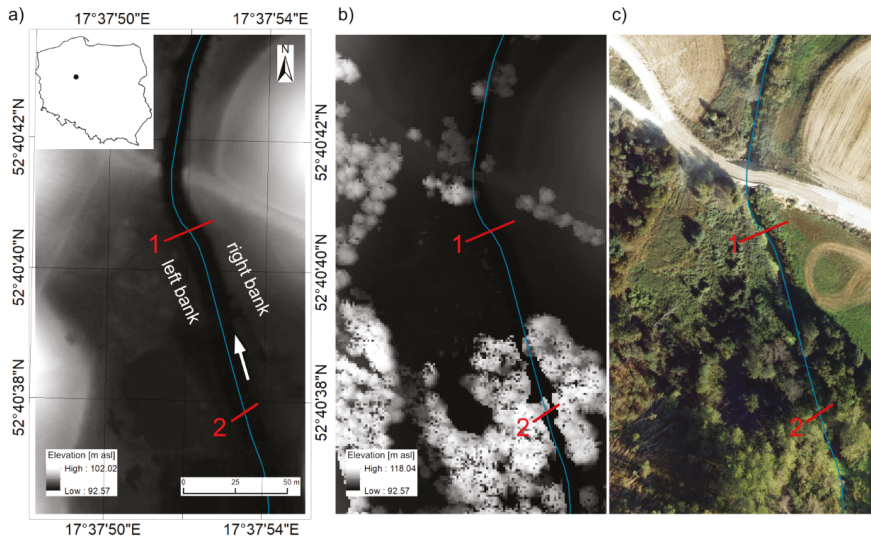 a)
17°37'50"E
17°37'54"E
b)
c)
N
52°40'42"N
52°40'40"N
52°40'38"N
1
left bank
right bank
2
Elevation [m asl]
High : 102.02
Low : 92.57
0 25 50 m
17°37'50"E
17°37'54"E
52°40'42"N
52°40'40"N
52°40'38"N
1
2
Elevation [m asl]
High : 118.04
Low : 92.57
1
2